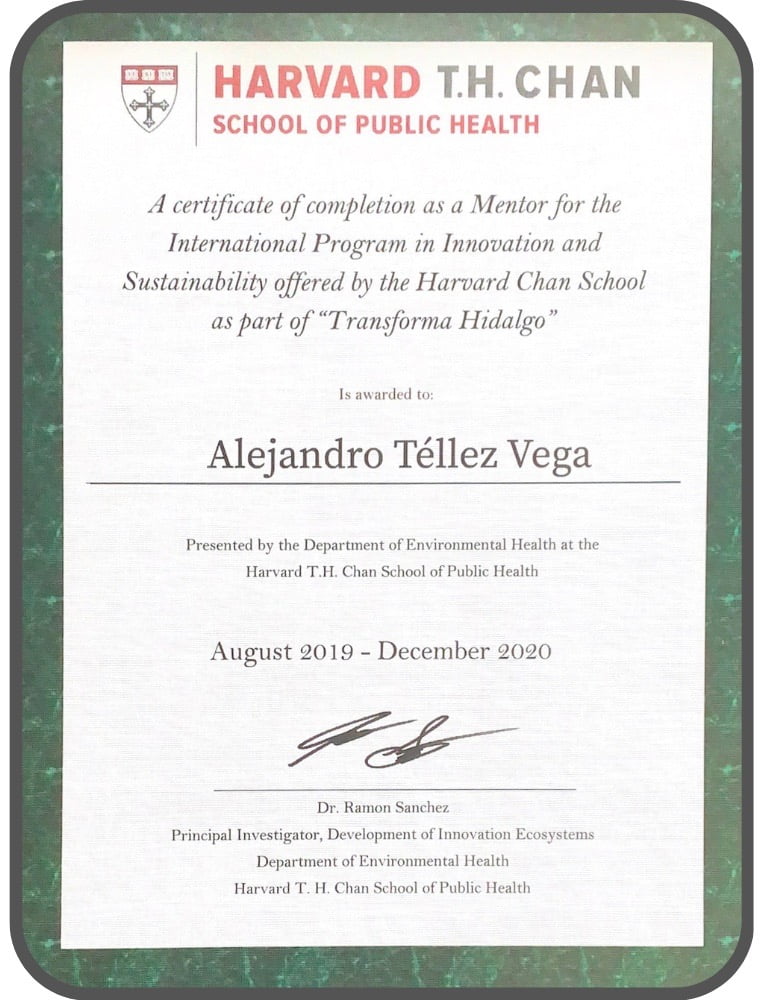 HARVARD T.H. CHAN
SCHOOL OF PUBLIC HEALTH
A certificate of completion as a Mentor for the
International Program in Innovation and
Sustainability offered by the Harvard Chan School
as part of “Transforma Hidalgo”
Is awarded to:
Alejandro Téllez Vega
Presented by the Department of Environmental Health at the
Harvard T.H. Chan School of Public Health
August 2019 – December 2020
Dr. Ramon Sanchez
Principal Investigator, Development of Innovation Ecosystems
Department of Environmental Health
Harvard T. H. Chan School of Public Health